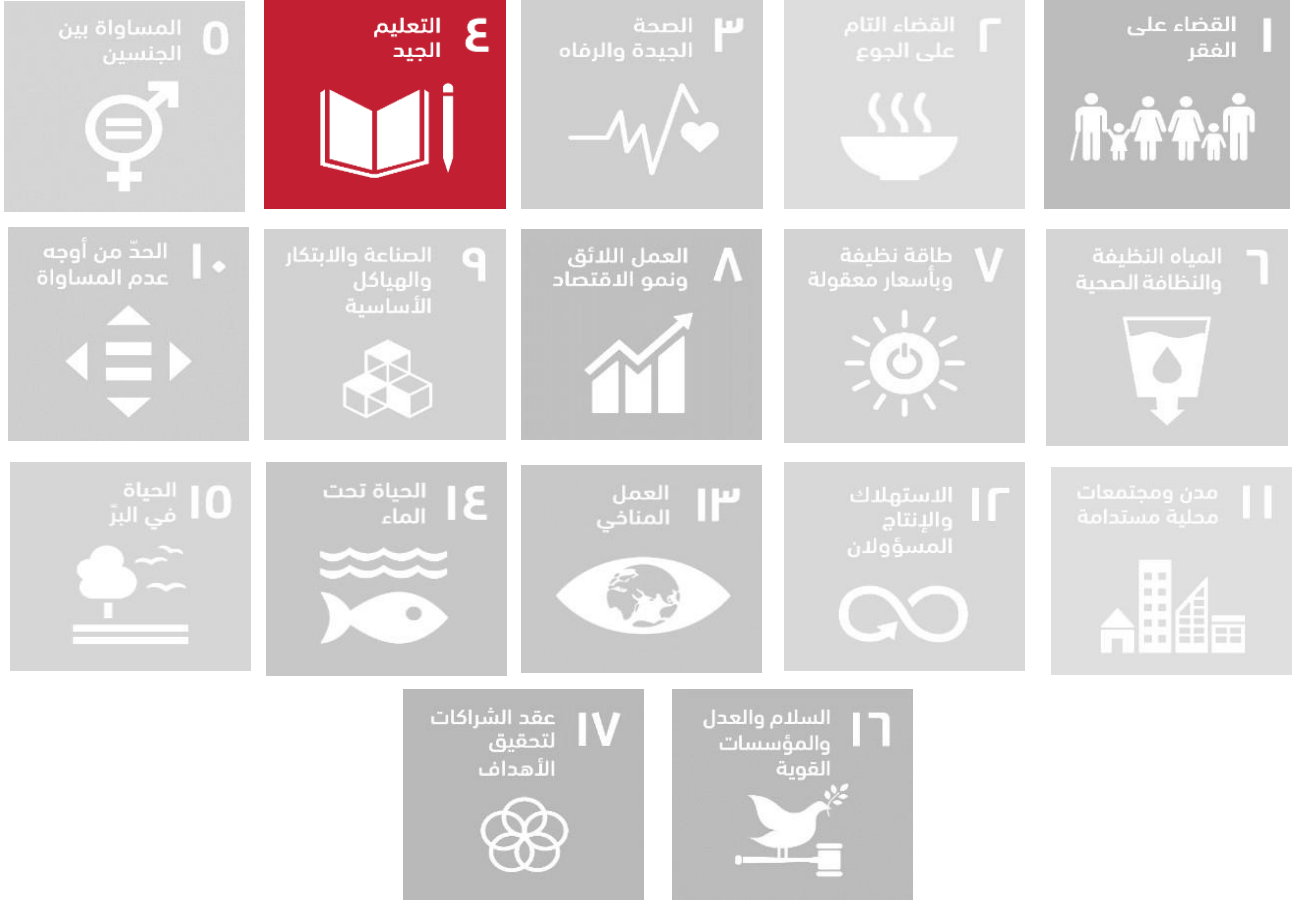 ١ القضاء على
الفقر
٢ القضاء التام
على الجوع
٣ الصحة
الجيدة والرفاه
٤ التعليم
الجيد
٥ المساواة بين
الجنسين
٦ المياه النظيفة
والنظافة الصحية
٧ طاقة نظيفة
وبأسعار معقولة
٨ العمل اللائق
ونمو الاقتصاد
٩ الصناعة والابتكار
والهياكل
الأساسية
١٠ الحدّ من أوجه
عدم المساواة
١١ مدن ومجتمعات
محلية مستدامة
١٢ الاستهلاك
والإنتاج
المسؤولان
١٣ العمل
المناخي
١٤ الحياة تحت
الماء
١٥ الحياة
في البرّ
١٦ السلام والعدل
والمؤسسات
القوية
١٧ عقد الشراكات
لتحقيق
الأهداف